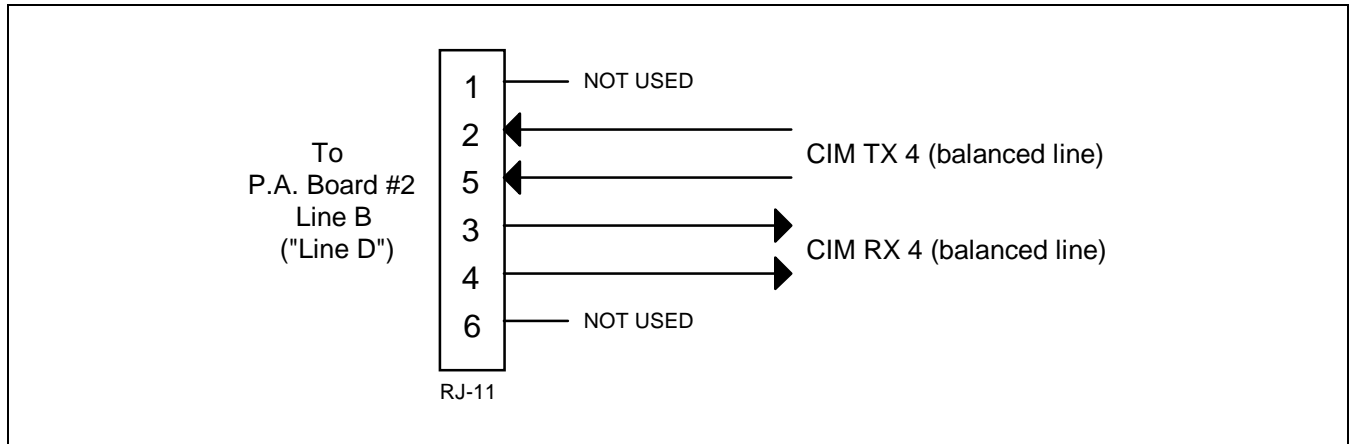 To
P.A. Board #2
Line B
("Line D")
1
2
5
3
4
6
RJ-11
NOT USED
CIM TX 4 (balanced line)
CIM RX 4 (balanced line)
NOT USED